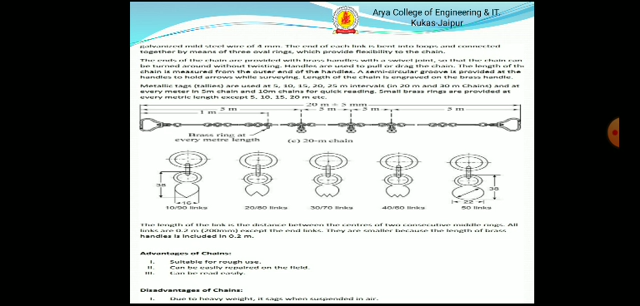 Arya College of Engineering & IT.
Kukas Jaipur
galvanized mild steel wire of 4 mm. The end of each link is bent into loops and connected
together by means of three oval rings, which provide flexibility to the chain.
The ends of the chain are provided with brass handles with a swivel joint, so that the chain can
be turned around without twisting. Handles are used to pull or drag the chain. The length of th
chain is measured from the outer end of the handles. A semi-circular groove is provided at the
handles to hold arrows while surveying. Length of the chain is engraved on the brass handle.
Metallic tags (tallies) are used at 5, 10, 15, 20, 25 m intervals (in 20 m and 30 m Chains) and at
every meter in 5m chain and 10m chains for quick reading. Small brass rings are provided at
every metric length except 5, 10, 15, 20 m etc.
20 m ± 5 mm
5 m 5 m 5 m 5 m
1 m
Brass ring at
every metre length
(c) 20-m chain
38
16
10/90 links
20/80 links
30/70 links
40/60 links
38
22
50 links
The length of the link is the distance between the centres of two consecutive middle rings. All
links are 0.2 m (200mm) except the end links. They are smaller because the length of brass
handles is included in 0.2 m.
Advantages of Chains:
I. Suitable for rough use.
II. Can be easily repaired on the field.
III. Can be read easily.
Disadvantages of Chains:
I. Due to heavy weight, it sags when suspended in air.